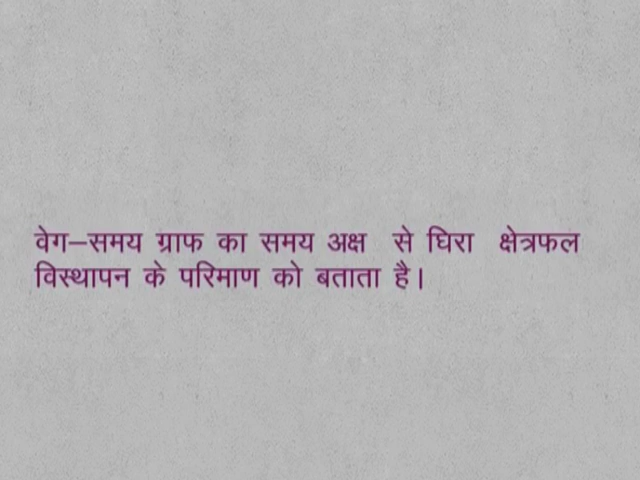 वेग–समय ग्राफ का समय अक्ष से घिरा क्षेत्रफल
विस्थापन के परिमाण को बताता है।